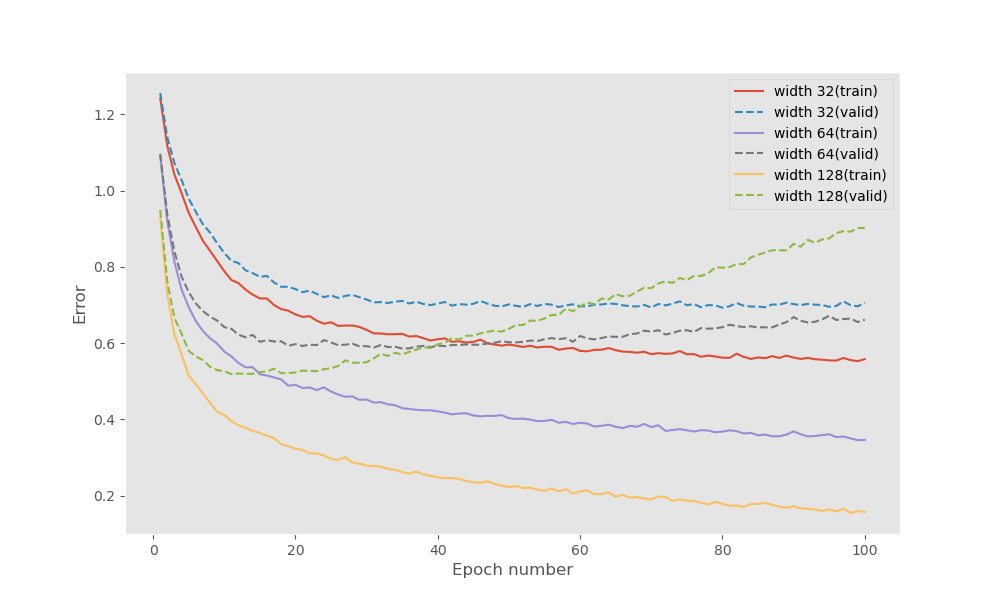 1.2
1.0
0.8
0.6
0.4
0.2
Error
width 32(train)
width 32(valid)
width 64(train)
width 64(valid)
width 128(train)
width 128(valid)
0 20 40 60 80 100
Epoch number